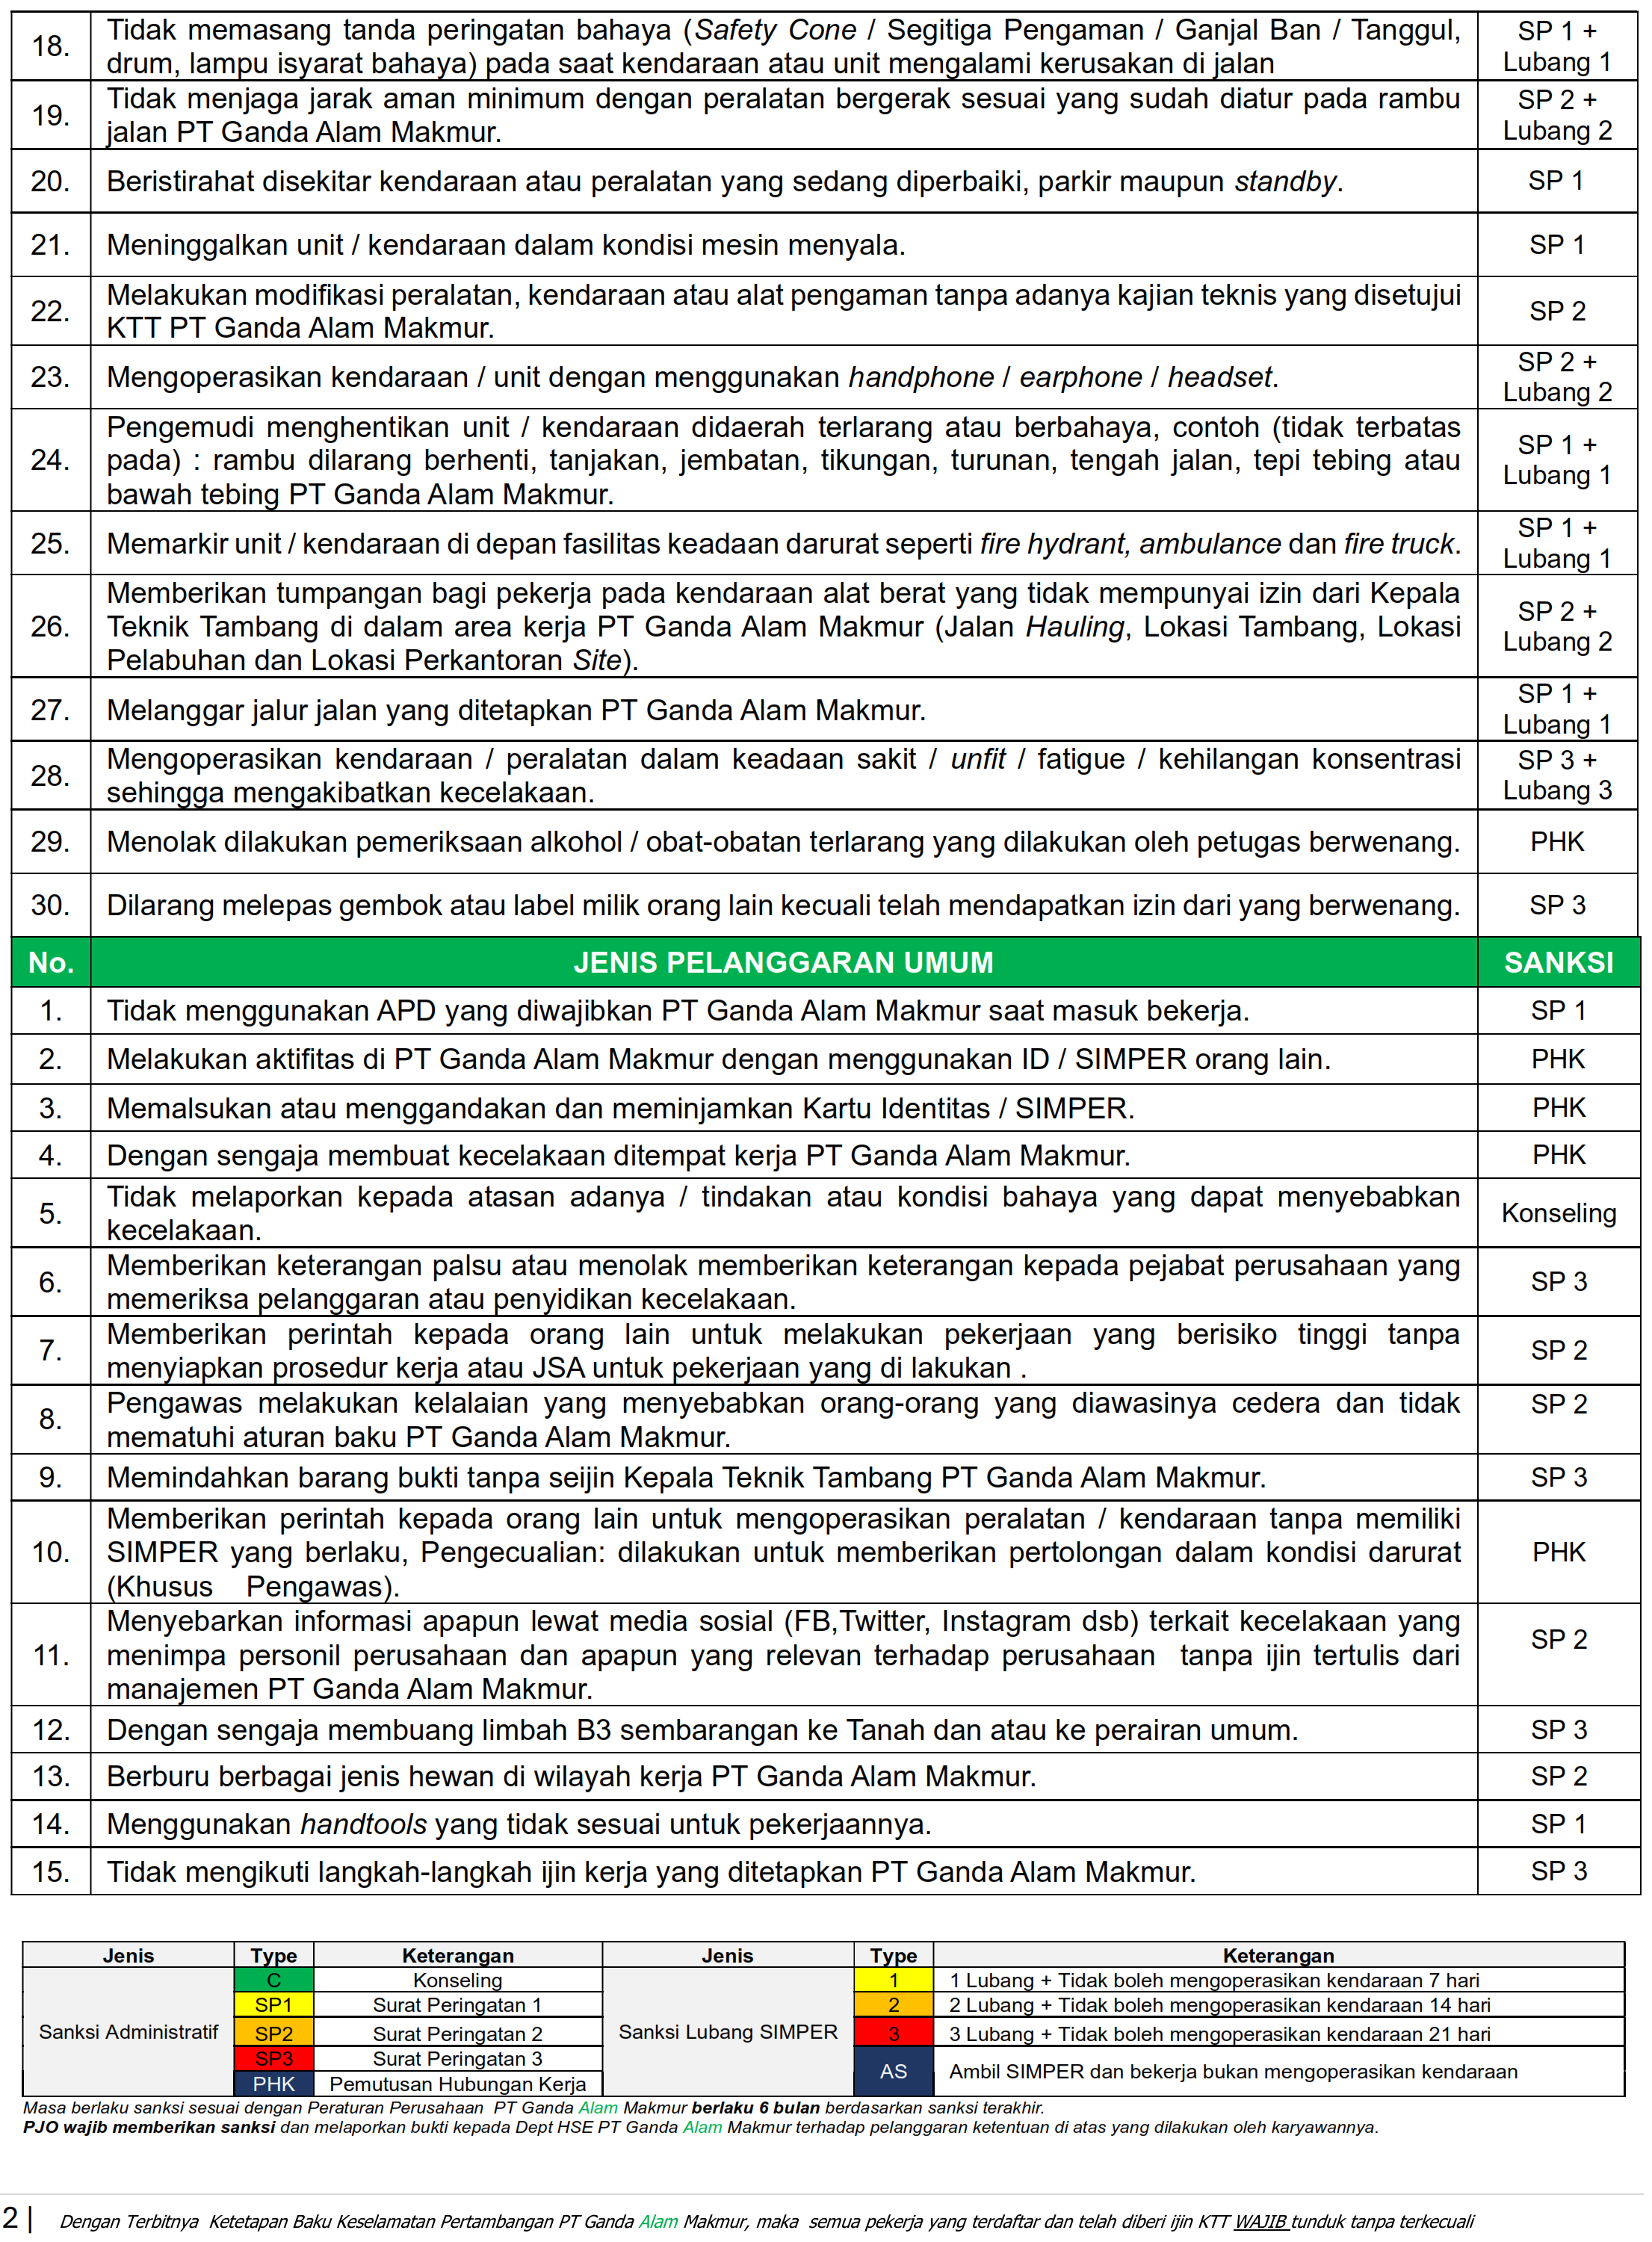 18. Tidak memasang tanda peringatan bahaya (Safety Cone / Segitiga Pengaman / Ganjal Ban / Tanggul, SP 1 +
drum, lampu isyarat bahaya) pada saat kendaraan atau unit mengalami kerusakan di jalan Lubang 1
19. Tidak menjaga jarak aman minimum dengan peralatan bergerak sesuai yang sudah diatur pada rambu SP 2 +
jalan PT Ganda Alam Makmur. Lubang 2
20. Beristirahat disekitar kendaraan atau peralatan yang sedang diperbaiki, parkir maupun standby. SP 1
21. Meninggalkan unit / kendaraan dalam kondisi mesin menyala. SP 1
22. Melakukan modifikasi peralatan, kendaraan atau alat pengaman tanpa adanya kajian teknis yang disetujui SP 2
KTT PT Ganda Alam Makmur.
23. Mengoperasikan kendaraan / unit dengan menggunakan handphone / earphone / headset. SP 2 +
Lubang 2
24. Pengemudi menghentikan unit / kendaraan didaerah terlarang atau berbahaya, contoh (tidak terbatas SP 1 +
pada) : rambu dilarang berhenti, tanjakan, jembatan, tikungan, turunan, tengah jalan, tepi tebing atau Lubang 1
bawah tebing PT Ganda Alam Makmur.
25. Memarkir unit / kendaraan di depan fasilitas keadaan darurat seperti fire hydrant, ambulance dan fire truck. SP 1 +
Lubang 1
26. Memberikan tumpangan bagi pekerja pada kendaraan alat berat yang tidak mempunyai izin dari Kepala SP 2 +
Teknik Tambang di dalam area kerja PT Ganda Alam Makmur (Jalan Hauling, Lokasi Tambang, Lokasi Lubang 2
Pelabuhan dan Lokasi Perkantoran Site).
27. Melanggar jalur jalan yang ditetapkan PT Ganda Alam Makmur. SP 1 +
Lubang 1
28. Mengoperasikan kendaraan / peralatan dalam keadaan sakit / unfit / fatigue / kehilangan konsentrasi SP 3 +
sehingga mengakibatkan kecelakaan. Lubang 3
29. Menolak dilakukan pemeriksaan alkohol / obat-obatan terlarang yang dilakukan oleh petugas berwenang. PHK
30. Dilarang melepas gembok atau label milik orang lain kecuali telah mendapatkan izin dari yang berwenang. SP 3
No. JENIS PELANGGARAN UMUM SANKSI
1. Tidak menggunakan APD yang diwajibkan PT Ganda Alam Makmur saat masuk bekerja. SP 1
2. Melakukan aktifitas di PT Ganda Alam Makmur dengan menggunakan ID / SIMPER orang lain. PHK
3. Memalsukan atau menggandakan dan meminjamkan Kartu Identitas / SIMPER. PHK
4. Dengan sengaja membuat kecelakaan ditempat kerja PT Ganda Alam Makmur. PHK
5. Tidak melaporkan kepada atasan adanya / tindakan atau kondisi bahaya yang dapat menyebabkan Konseling
kecelakaan.
6. Memberikan keterangan palsu atau menolak memberikan keterangan kepada pejabat perusahaan yang SP 3
memeriksa pelanggaran atau penyidikan kecelakaan.
7. Memberikan perintah kepada orang lain untuk melakukan pekerjaan yang berisiko tinggi tanpa SP 2
menyiapkan prosedur kerja atau JSA untuk pekerjaan yang di lakukan .
8. Pengawas melakukan kelalaian yang menyebabkan orang-orang yang diawasinya cedera dan tidak SP 2
mematuhi aturan baku PT Ganda Alam Makmur.
9. Memindahkan barang bukti tanpa seijin Kepala Teknik Tambang PT Ganda Alam Makmur. SP 3
10. Memberikan perintah kepada orang lain untuk mengoperasikan peralatan / kendaraan tanpa memiliki PHK
SIMPER yang berlaku, Pengecualian: dilakukan untuk memberikan pertolongan dalam kondisi darurat
(Khusus Pengawas).
11. Menyebarkan informasi apapun lewat media sosial (FB,Twitter, Instagram dsb) terkait kecelakaan yang SP 2
menimpa personil perusahaan dan apapun yang relevan terhadap perusahaan tanpa ijin tertulis dari
manajemen PT Ganda Alam Makmur.
12. Dengan sengaja membuang limbah B3 sembarangan ke Tanah dan atau ke perairan umum. SP 3
13. Berburu berbagai jenis hewan di wilayah kerja PT Ganda Alam Makmur. SP 2
14. Menggunakan handtools yang tidak sesuai untuk pekerjaannya. SP 1
15. Tidak mengikuti langkah-langkah ijin kerja yang ditetapkan PT Ganda Alam Makmur. SP 3
Jenis Type Keterangan Jenis Type Keterangan
C Konseling 1 1 Lubang + Tidak boleh mengoperasikan kendaraan 7 hari
SP1 Surat Peringatan 1 2 2 Lubang + Tidak boleh mengoperasikan kendaraan 14 hari
Sanksi Administratif SP2 Surat Peringatan 2 Sanksi Lubang SIMPER 3 3 Lubang + Tidak boleh mengoperasikan kendaraan 21 hari
SP3 Surat Peringatan 3 AS Ambil SIMPER dan bekerja bukan mengoperasikan kendaraan
PHK Pemutusan Hubungan Kerja
Masa berlaku sanksi sesuai dengan Peraturan Perusahaan PT Ganda Alam Makmur berlaku 6 bulan berdasarkan sanksi terakhir.
PJO wajib memberikan sanksi dan melaporkan bukti kepada Dept HSE PT Ganda Alam Makmur terhadap pelanggaran ketentuan di atas yang dilakukan oleh karyawannya.
2 | Dengan Terbitnya Ketetapan Baku Keselamatan Pertambangan PT Ganda Alam Makmur, maka semua pekerja yang terdaftar dan telah diberi ijin KTT WAJIB tunduk tanpa terkecuali